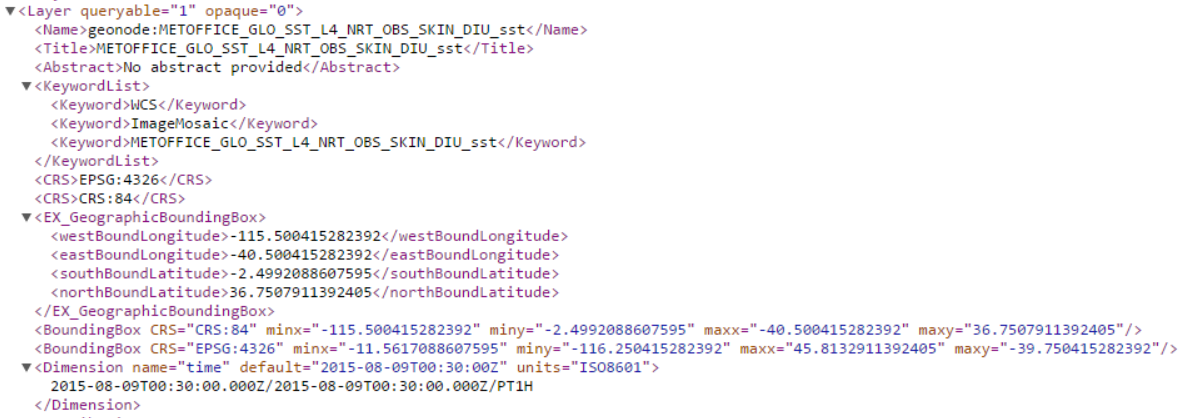 ▼<Layer queryable="1" opaque="0">
<Name>geonode:METOFFICE_GLO_SST_L4_NRT_OBS_SKIN_DIU_sst</Name>
<Title>METOFFICE_GLO_SST_L4_NRT_OBS_SKIN_DIU_sst</Title>
<Abstract>No abstract provided</Abstract>
▼<KeywordList>
<Keyword>WCS</Keyword>
<Keyword>ImageMosaic</Keyword>
<Keyword>METOFFICE_GLO_SST_L4_NRT_OBS_SKIN_DIU_sst</Keyword>
</KeywordList>
<CRS>EPSG:4326</CRS>
<CRS>CRS:84</CRS>
▼<EX_GeographicBoundingBox>
<westBoundLongitude>-115.500415282392</westBoundLongitude>
<eastBoundLongitude>-40.500415282392</eastBoundLongitude>
<southBoundLatitude>-2.4992088607595</southBoundLatitude>
<northBoundLatitude>36.7507911392405</northBoundLatitude>
</EX_GeographicBoundingBox>
<BoundingBox CRS="CRS:84" minx="-115.500415282392" miny="-2.4992088607595" maxx="-40.500415282392" maxy="36.7507911392405"/>
<BoundingBox CRS="EPSG:4326" minx="-11.5617088607595" miny="-116.250415282392" maxx="45.8132911392405" maxy="-39.750415282392"/>
▼<Dimension name="time" default="2015-08-09T00:30:00Z" units="ISO8601">
2015-08-09T00:30:00.000Z/2015-08-09T00:30:00.000Z/PT1H
</Dimension>